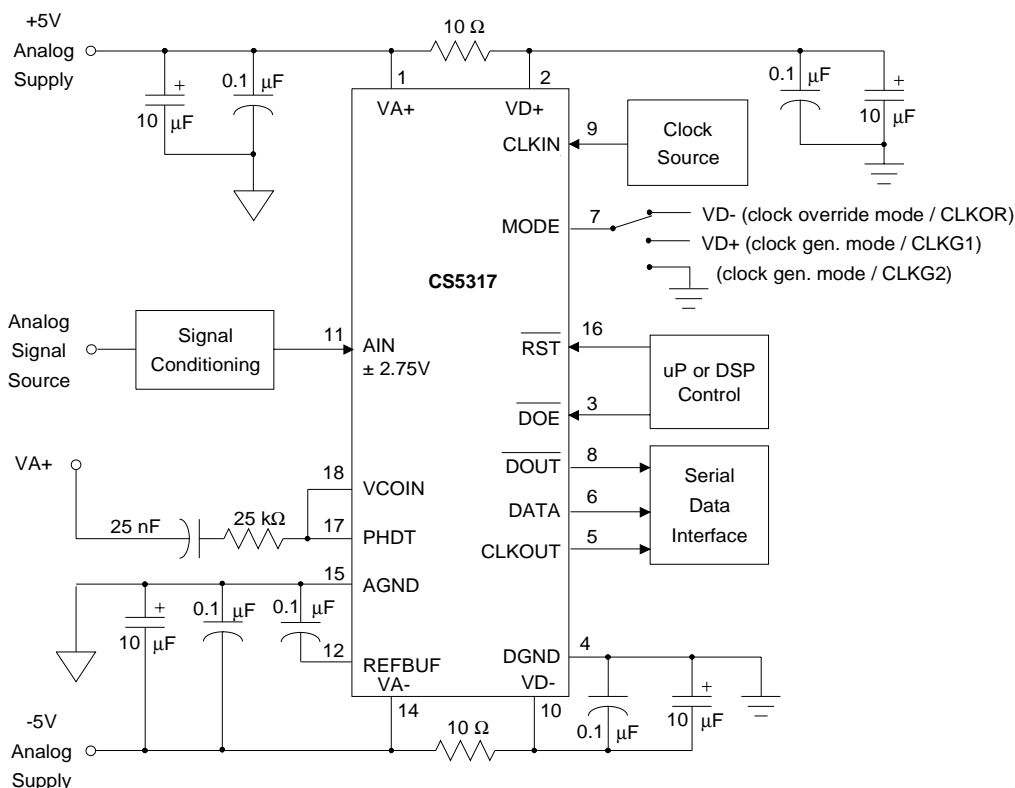 +5V
Analog
Supply
10 Ω
+
10 µF
0.1 µF
1
2
0.1 µF
+
10 µF
VA+
VD+
CLKIN
9
Clock
Source
MODE
7
VD- (clock override mode / CLKOR)
VD+ (clock gen. mode / CLKG1)
(clock gen. mode / CLKG2)
CS5317
Analog
Signal
Source
Signal
Conditioning
11
AIN
± 2.75V
RST
16
DOE
3
uP or DSP
Control
DOUT
8
DATA
6
CLKOUT
5
Serial
Data
Interface
VA+
18
VCOIN
25 nF
25 kΩ
17
PHDT
15
AGND
+
10 µF
0.1 µF
0.1 µF
12
REFBUF
VA-
14
DGND
4
VD-
10
0.1 µF
+
10 µF
10 Ω
-5V
Analog
Supply